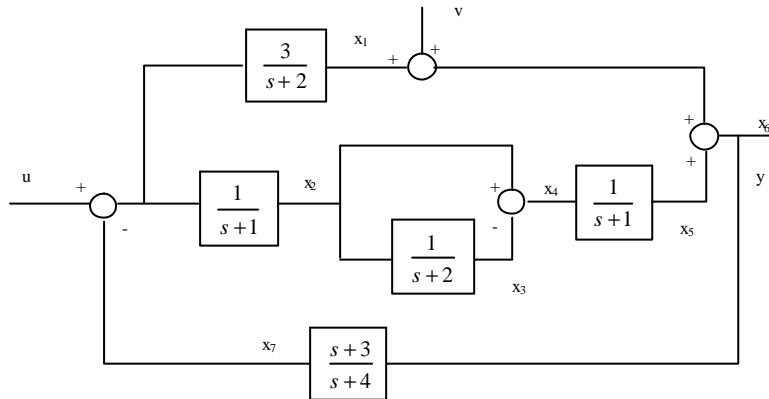 v
x₁
+ +
3
s + 2
x₆
+
+
y
u
+
-
1
s + 1
x₂
+
-
x₄
1
s + 1
x₅
1
s + 2
x₃
x₇
s + 3
s + 4